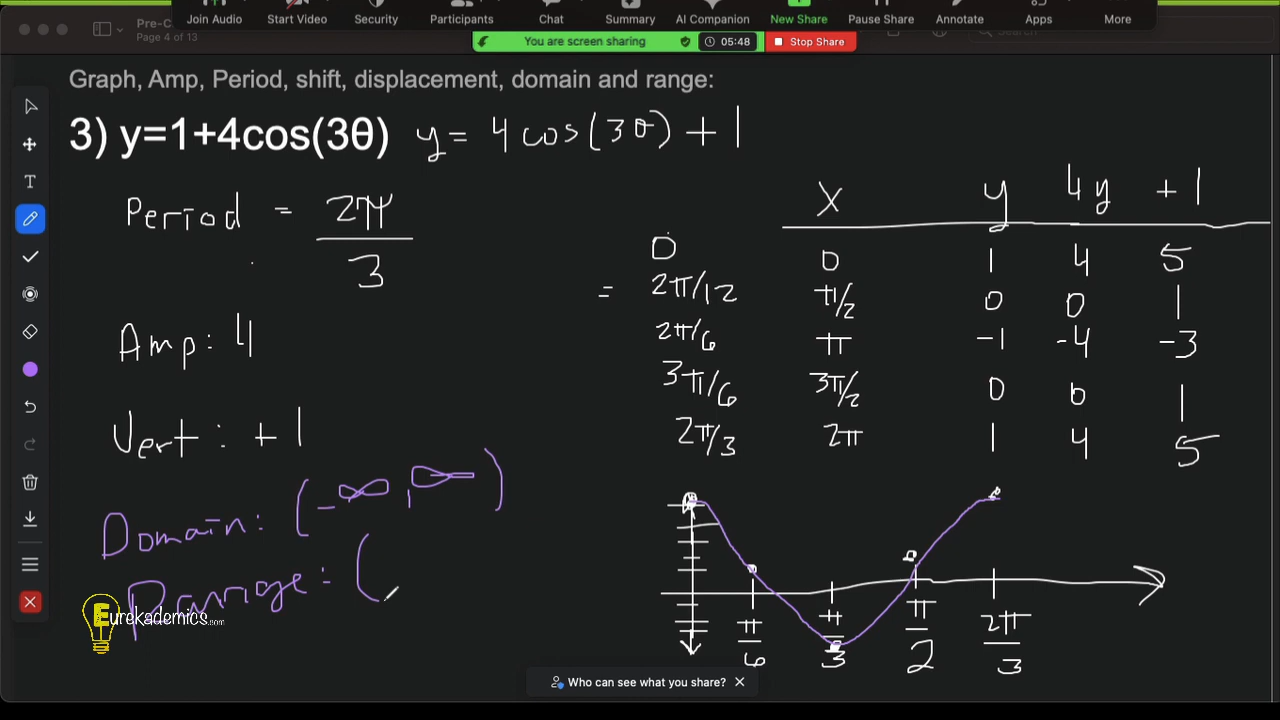 Join Audio Start Video Security Participants Chat Summary AI Companion New Share Pause Share Annotate Apps More
You are screen sharing 05:48 Stop Share
Pre-C
Page 4 of 13
Search
Graph, Amp, Period, shift, displacement, domain and range:
3) y=1+4cos(3θ) y = 4 cos(3θ) + 1
Period = 2π/3
Amp: 4
Vert: +1
Domain: (-∞, ∞)
Range: (
x y 4y +1
0 0 1 4 5
= 2π/12 π/2 0 0 1
2π/6 π -1 -4 -3
3π/6 3π/2 0 0 1
2π/3 2π 1 4 5
π/6 π/3 π/2 2π/3
Eurekademics.com
Who can see what you share?